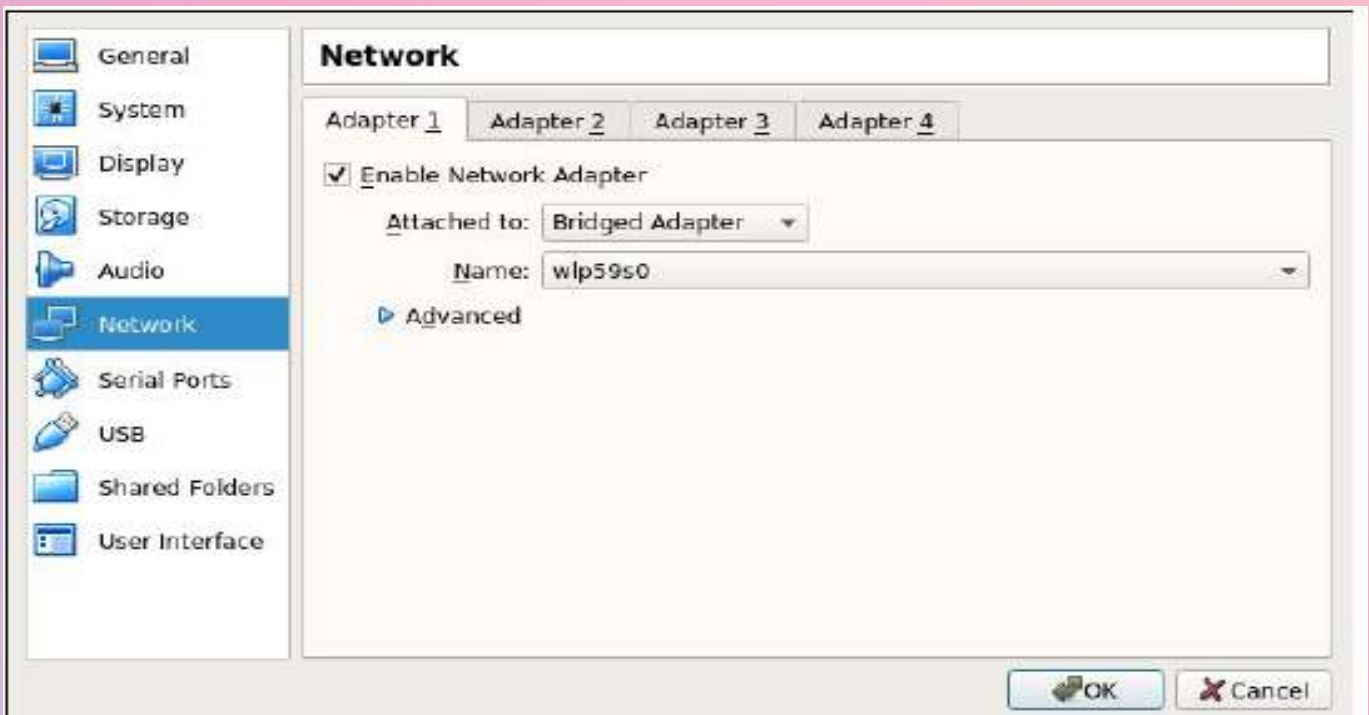 General
System
Display
Storage
Audio
Network
Serial Ports
USB
Shared Folders
User Interface
Network
Adapter 1 Adapter 2 Adapter 3 Adapter 4
Enable Network Adapter
Attached to: Bridged Adapter
Name: wlp59s0
Advanced
OK Cancel